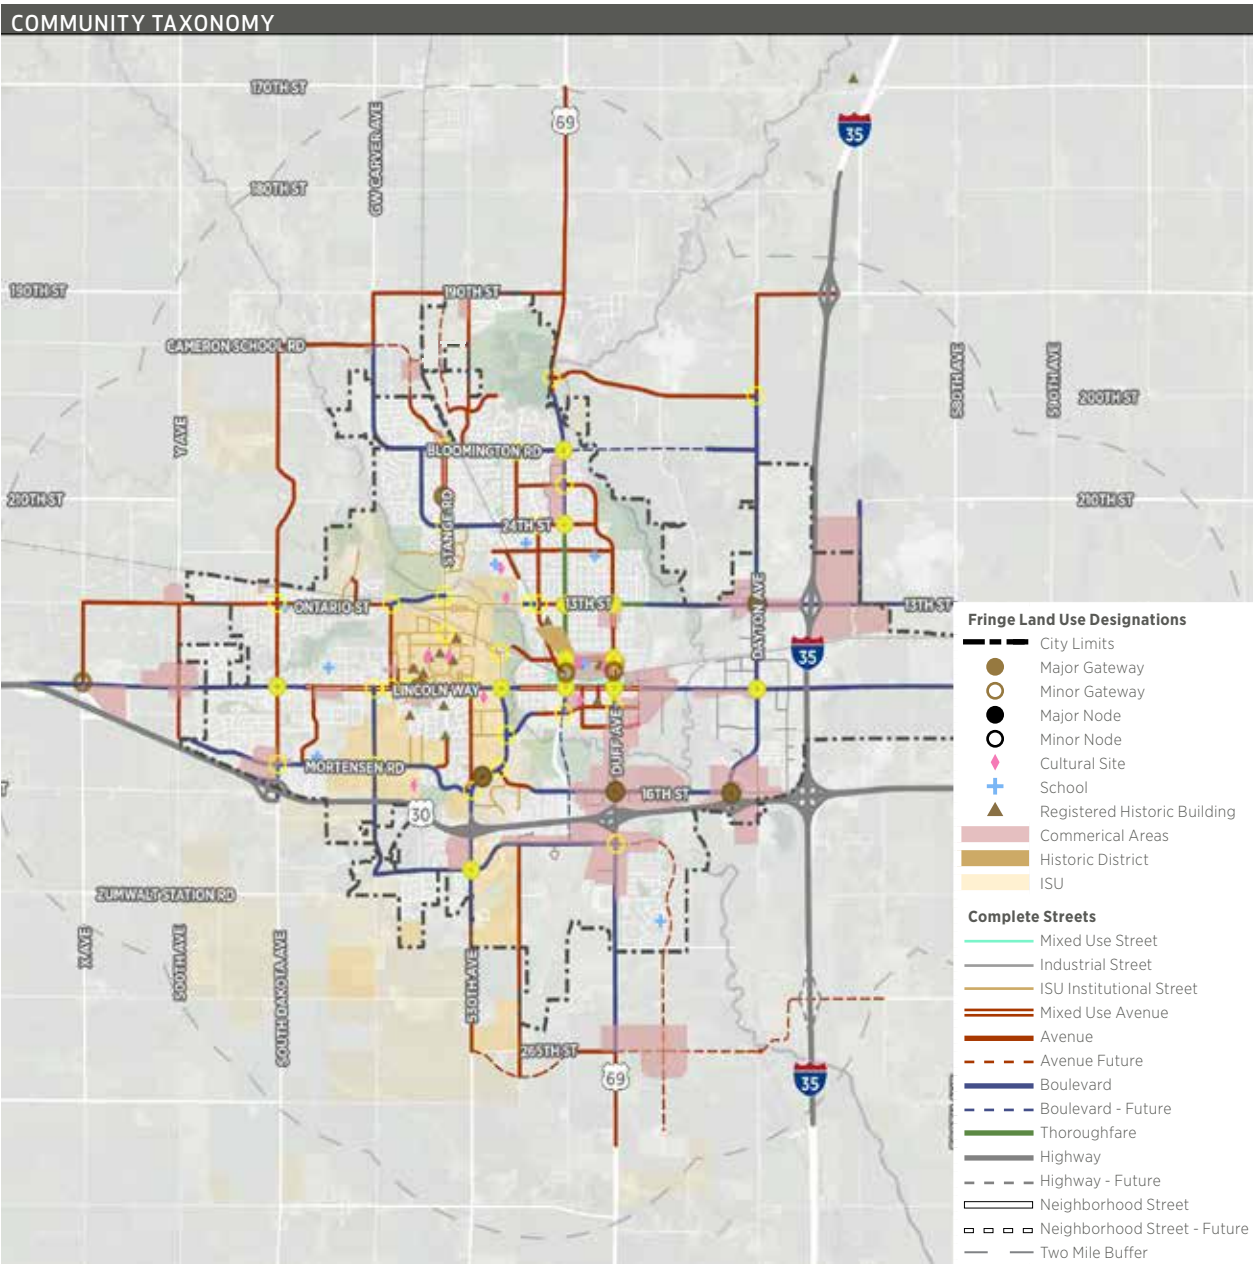 COMMUNITY TAXONOMY
170TH ST
69
35
GW CARVER AVE
180TH ST
190TH ST
190TH ST
CAMERON SCHOOL RD
580TH AVE
590TH AVE
200TH ST
Y AVE
BLOOMINGTON RD
210TH ST
210TH ST
STANGE RD
24TH ST
ONTARIO ST
13TH ST
13TH ST
DAYTON AVE
35
LINCOLN WAY
DUFF AVE
MORTENSEN RD
16TH ST
30
ZUMWALT STATION RD
X AVE
500TH AVE
SOUTH DAKOTA AVE
530TH AVE
265TH ST
69
35
Fringe Land Use Designations
City Limits
Major Gateway
Minor Gateway
Major Node
Minor Node
Cultural Site
School
Registered Historic Building
Commerical Areas
Historic District
ISU
Complete Streets
Mixed Use Street
Industrial Street
ISU Institutional Street
Mixed Use Avenue
Avenue
Avenue Future
Boulevard
Boulevard - Future
Thoroughfare
Highway
Highway - Future
Neighborhood Street
Neighborhood Street - Future
Two Mile Buffer